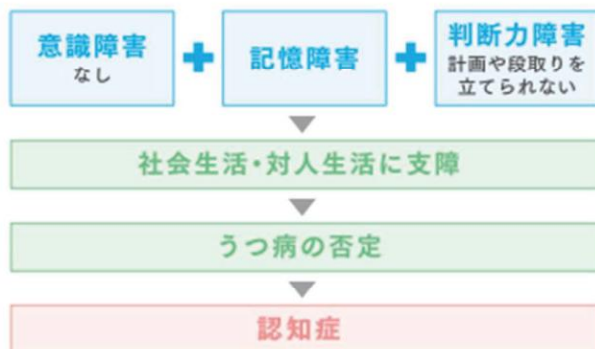 意識障害
なし
記憶障害
判断力障害
計画や段取りを
立てられない
社会生活・対人生活に支障
うつ病の否定
認知症